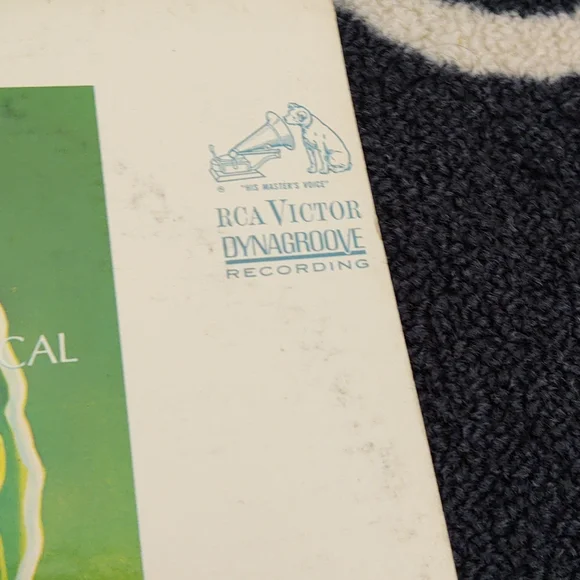 "HIS MASTER'S VOICE"
RCA VICTOR
DYNAGROOVE
RECORDING
CAL